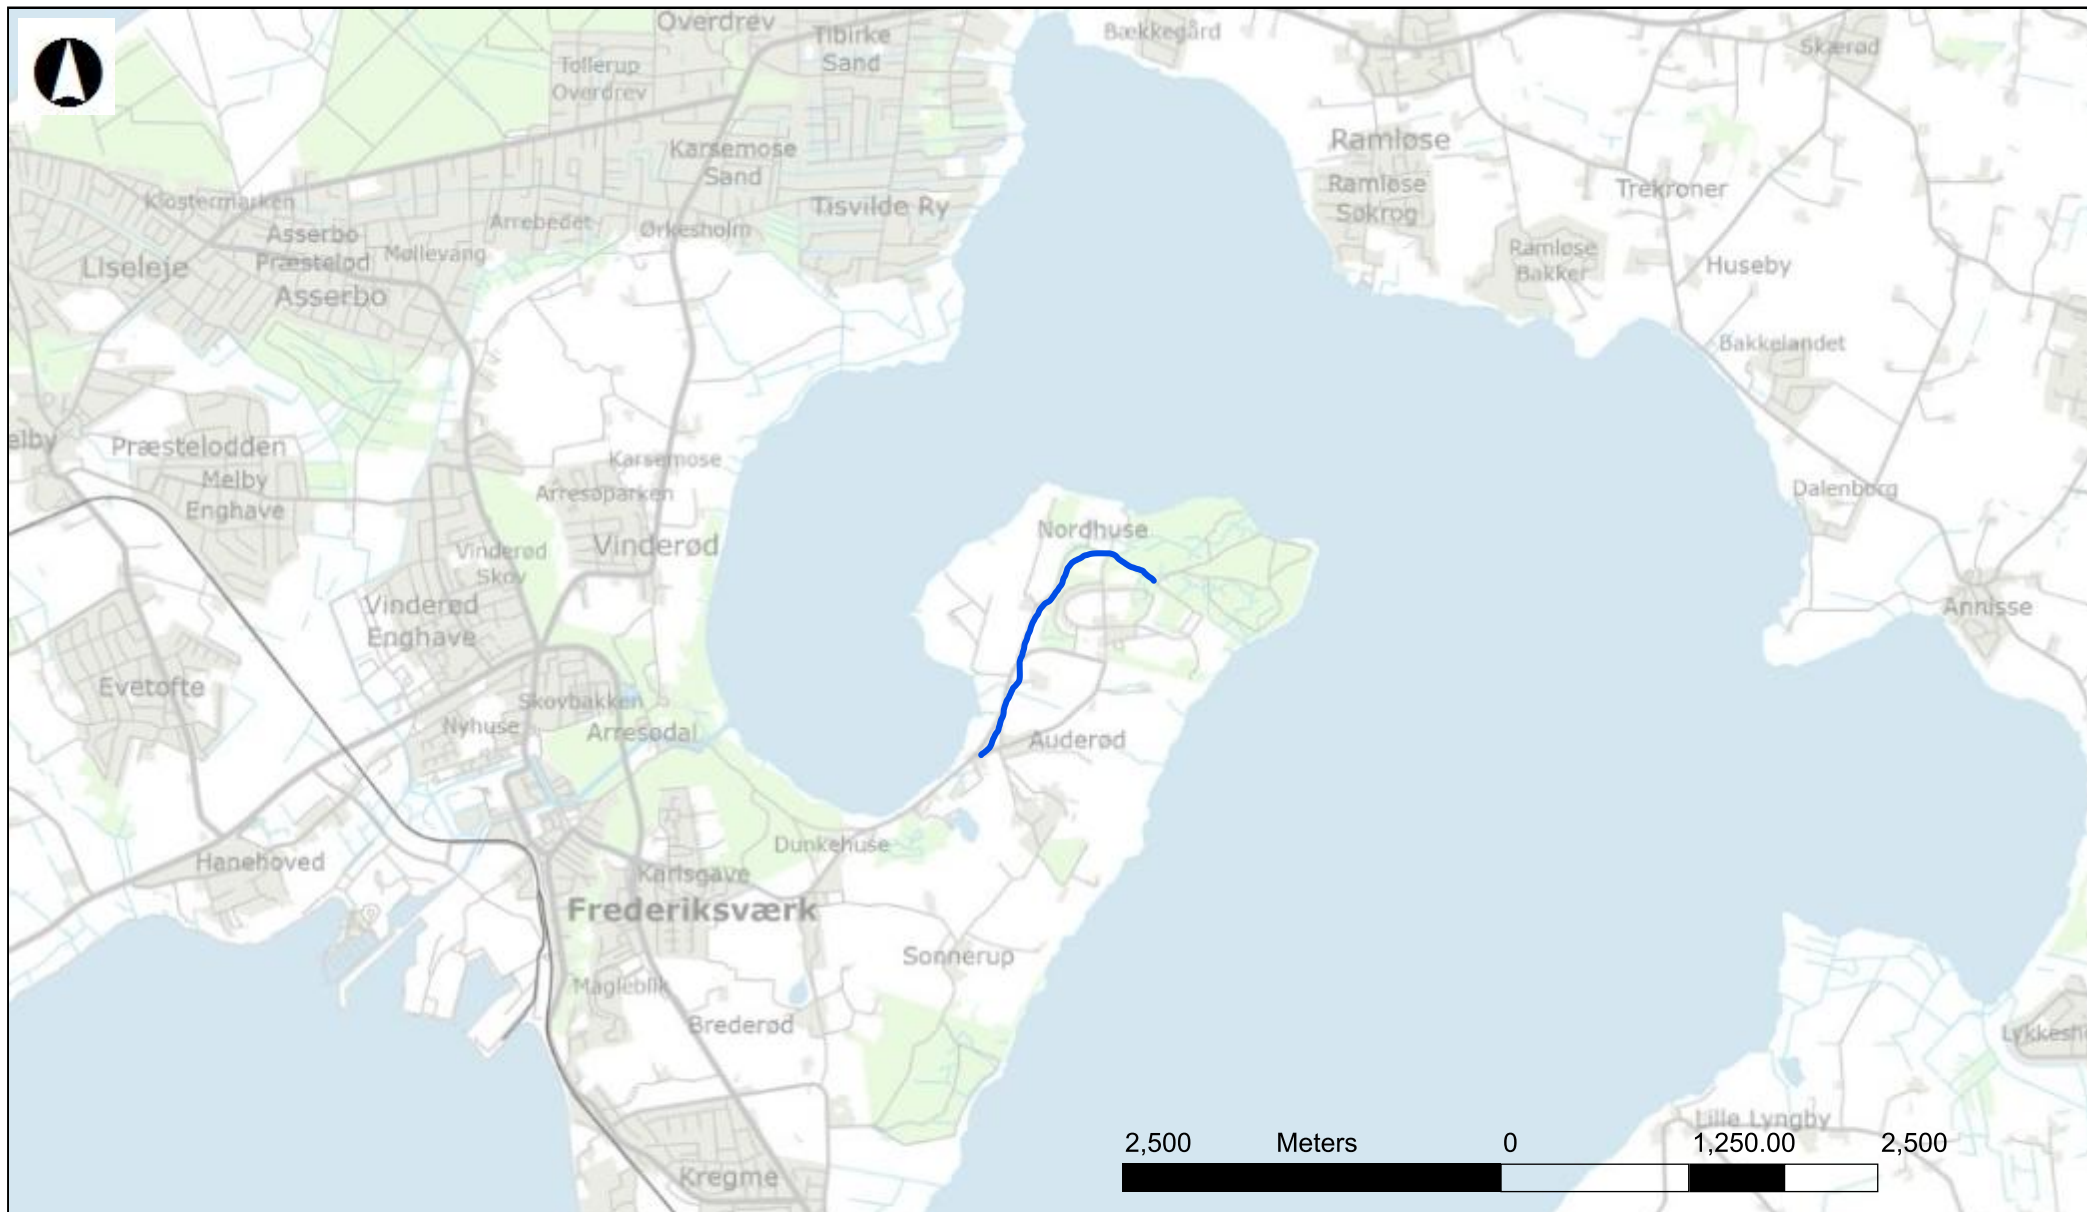 Overdrev
Bækkegård
Tibirke
Sand
Skærød
Tollerup
Overdrev
Karsemose
Sand
Ramløse
Ramløse
Søkrog
Trekroner
Klostermarken
Tisvilde Ry
Arrebedet
Ørkesholm
Asserbo
Præstelod
Møllevang
Liseleje
Asserbo
Ramløse
Bakker
Huseby
Bakkelandet
elby
Præstelodden
Melby
Enghave
Karsemose
Arresøparken
Dalenborg
Nordhuse
Vinderød
Skov
Vinderød
Vinderød
Enghave
Annisse
Evetofte
Skovbakken
Nyhuse
Arresødal
Auderød
Dunkehuse
Hanehoved
Karlsgave
Frederiksværk
Sonnerup
Magleblik
Brederød
Lykkesh
Lille Lyngby
Kregme
2,500 Meters 0 1,250.00 2,500